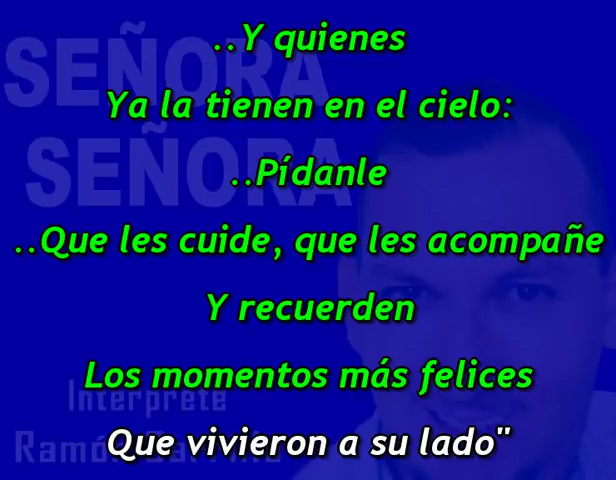 SEÑORA
SEÑORA
..Y quienes
Ya la tienen en el cielo:
..Pídanle
..Que les cuide, que les acompañe
Y recuerden
Los momentos más felices
Que vivieron a su lado"
Interprete